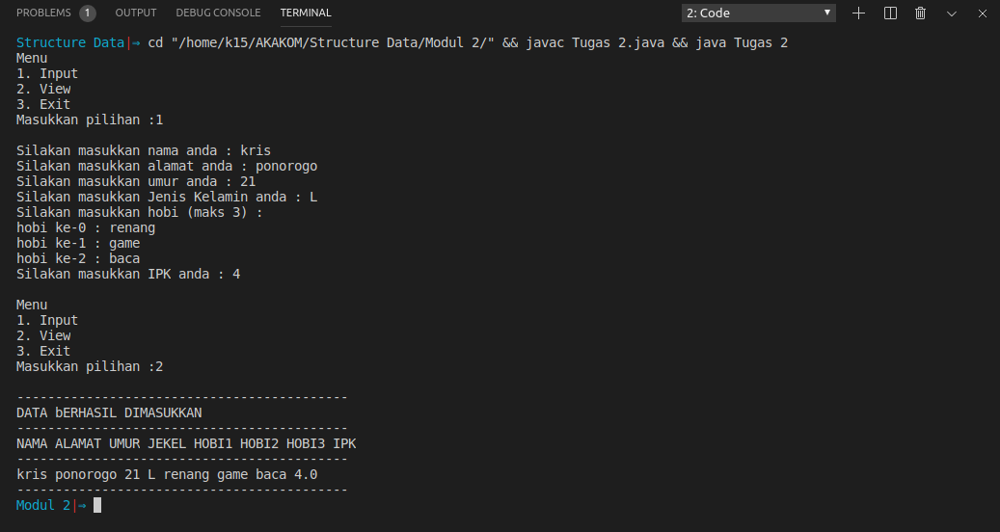 PROBLEMS 1 OUTPUT DEBUG CONSOLE TERMINAL 2: Code
Structure Data|⇒ cd "/home/k15/AKAKOM/Structure Data/Modul 2/" && javac Tugas 2.java && java Tugas 2
Menu
1. Input
2. View
3. Exit
Masukkan pilihan :1
Silakan masukkan nama anda : kris
Silakan masukkan alamat anda : ponorogo
Silakan masukkan umur anda : 21
Silakan masukkan Jenis Kelamin anda : L
Silakan masukkan hobi (maks 3) :
hobi ke-0 : renang
hobi ke-1 : game
hobi ke-2 : baca
Silakan masukkan IPK anda : 4
Menu
1. Input
2. View
3. Exit
Masukkan pilihan :2
-------------------------------------------
DATA bERHASIL DIMASUKKAN
-------------------------------------------
NAMA ALAMAT UMUR JEKEL HOBI1 HOBI2 HOBI3 IPK
-------------------------------------------
kris ponorogo 21 L renang game baca 4.0
-------------------------------------------
Modul 2|⇒